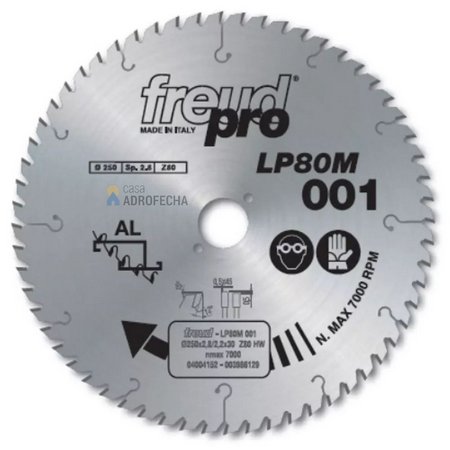 freud
pro
MADE IN ITALY
LP80M
001
Ø 250 Sp. 2,8 Z80
casa
ADROFECHA
AL
N. MAX 7000 RPM
0,5x45
freud - LP80M 001
Ø250x2,8/2,2x30 Z80 HW
nmax 7000
04004152 - 003986129